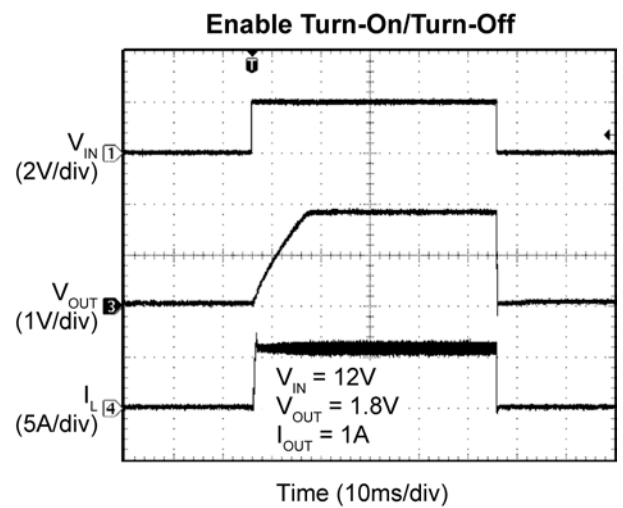 Enable Turn-On/Turn-Off
T
V_IN 1
(2V/div)
V_OUT 3
(1V/div)
I_L 4
(5A/div)
V_IN = 12V
V_OUT = 1.8V
I_OUT = 1A
Time (10ms/div)